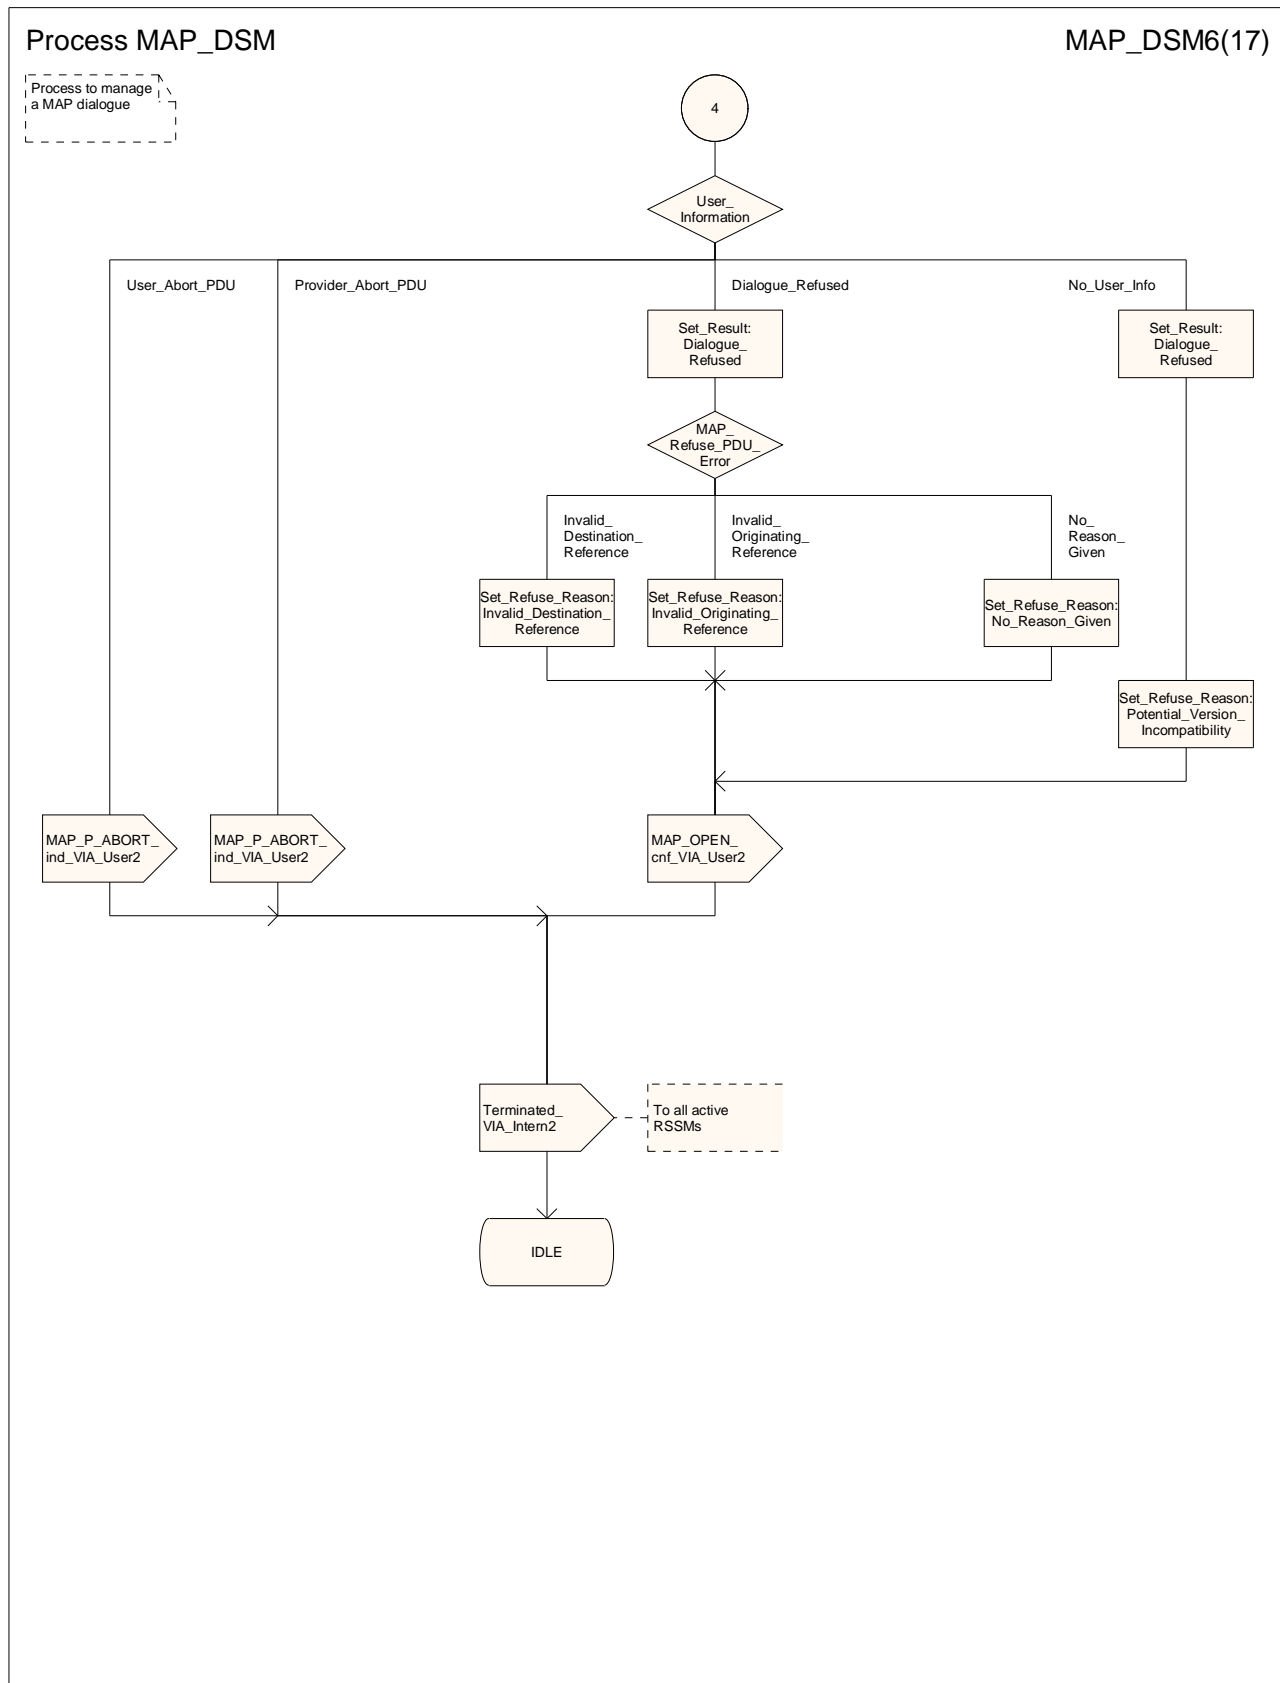 Process MAP_DSM
MAP_DSM6(17)
Process to manage
a MAP dialogue
4
User_
Information
User_Abort_PDU
Provider_Abort_PDU
Dialogue_Refused
No_User_Info
Set_Result:
Dialogue_
Refused
Set_Result:
Dialogue_
Refused
MAP_
Refuse_PDU_
Error
Invalid_
Destination_
Reference
Invalid_
Originating_
Reference
No_
Reason_
Given
Set_Refuse_Reason:
Invalid_Destination_
Reference
Set_Refuse_Reason:
Invalid_Originating_
Reference
Set_Refuse_Reason:
No_Reason_Given
Set_Refuse_Reason:
Potential_Version_
Incompatibility
MAP_P_ABORT_
ind_VIA_User2
MAP_P_ABORT_
ind_VIA_User2
MAP_OPEN_
cnf_VIA_User2
Terminated_
VIA_Intern2
To all active
RSSMs
IDLE